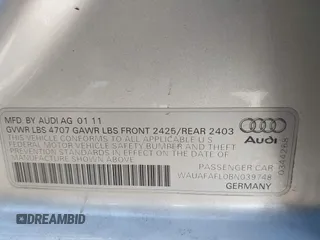 MFD. BY AUDI AG 01 11
GVWR LBS 4707 GAWR LBS FRONT 2425/REAR 2403
THIS VEHICLE CONFORMS TO ALL APPLICABLE U.S.
FEDERAL MOTOR VEHICLE SAFETY BUMPER AND THEFT
PREVENTION STANDARDS IN EFFECT ON THE DATE OF
MANUFACTURE SHOWN ABOVE.
Audi
PASSENGER CAR
WAUAFAFL0BN039748
GERMANY
0344268
DREAMBID